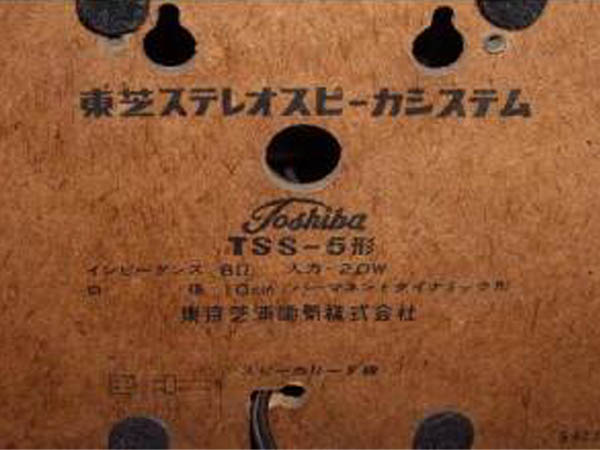 東芝ステレオスピーカシステム
Toshiba
TSS-5形
インピーダンス 8Ω 入力 2.0W
口 径 10cm パーマネントダイナミック形
東京芝浦電気株式会社
スピーカリード線